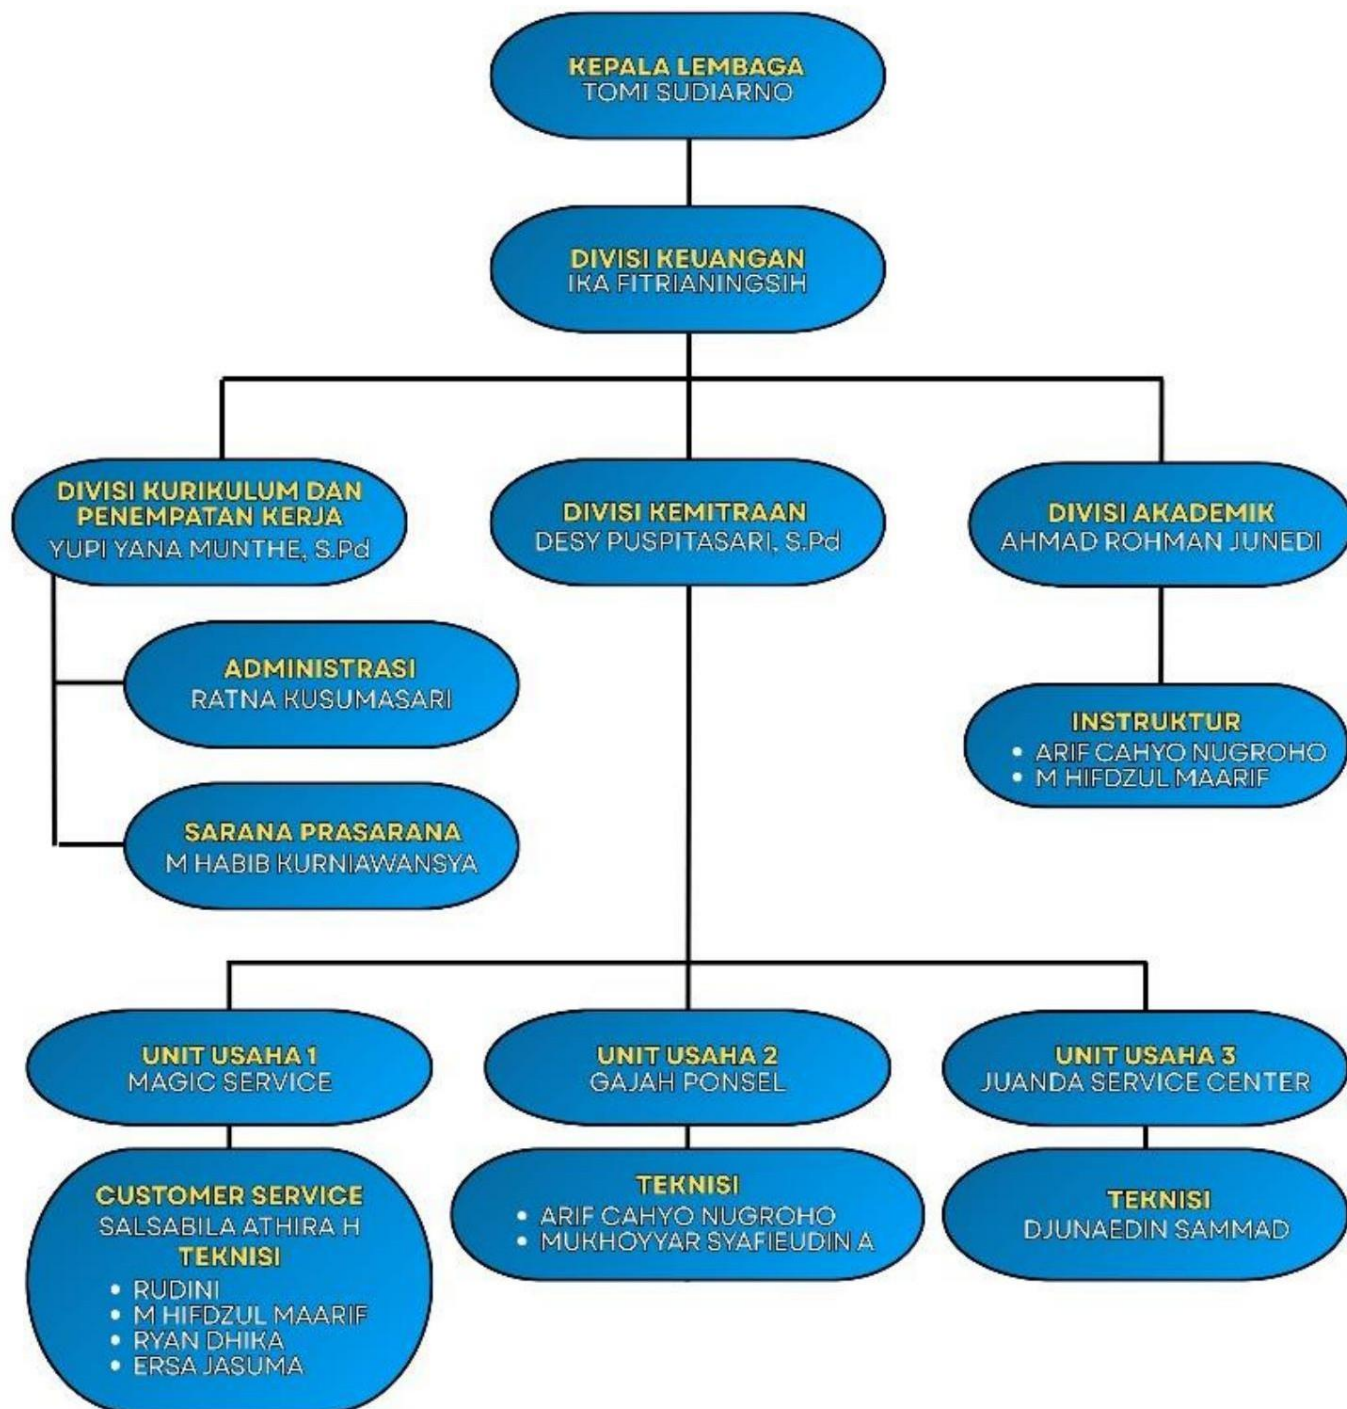 KEPALA LEMBAGA
TOMI SUDIARNO
DIVISI KEUANGAN
IKA FITRIANINGSIH
DIVISI KURIKULUM DAN
PENEMPATAN KERJA
YUPI YANA MUNTHE, S.Pd
DIVISI KEMITRAAN
DESY PUSPITASARI, S.Pd
DIVISI AKADEMIK
AHMAD ROHMAN JUNEDI
ADMINISTRASI
RATNA KUSUMASARI
SARANA PRASARANA
M HABIB KURNIAWANSYA
INSTRUKTUR
• ARIF CAHYO NUGROHO
• M HIFDZUL MAARIF
UNIT USAHA 1
MAGIC SERVICE
UNIT USAHA 2
GAJAH PONSEL
UNIT USAHA 3
JUANDA SERVICE CENTER
CUSTOMER SERVICE
SALSABILA ATHIRA H
TEKNISI
• RUDINI
• M HIFDZUL MAARIF
• RYAN DHIKA
• ERSA JASUMA
TEKNISI
• ARIF CAHYO NUGROHO
• MUKHOYYAR SYAFIEUDIN A
TEKNISI
DJUNAEDIN SAMMAD